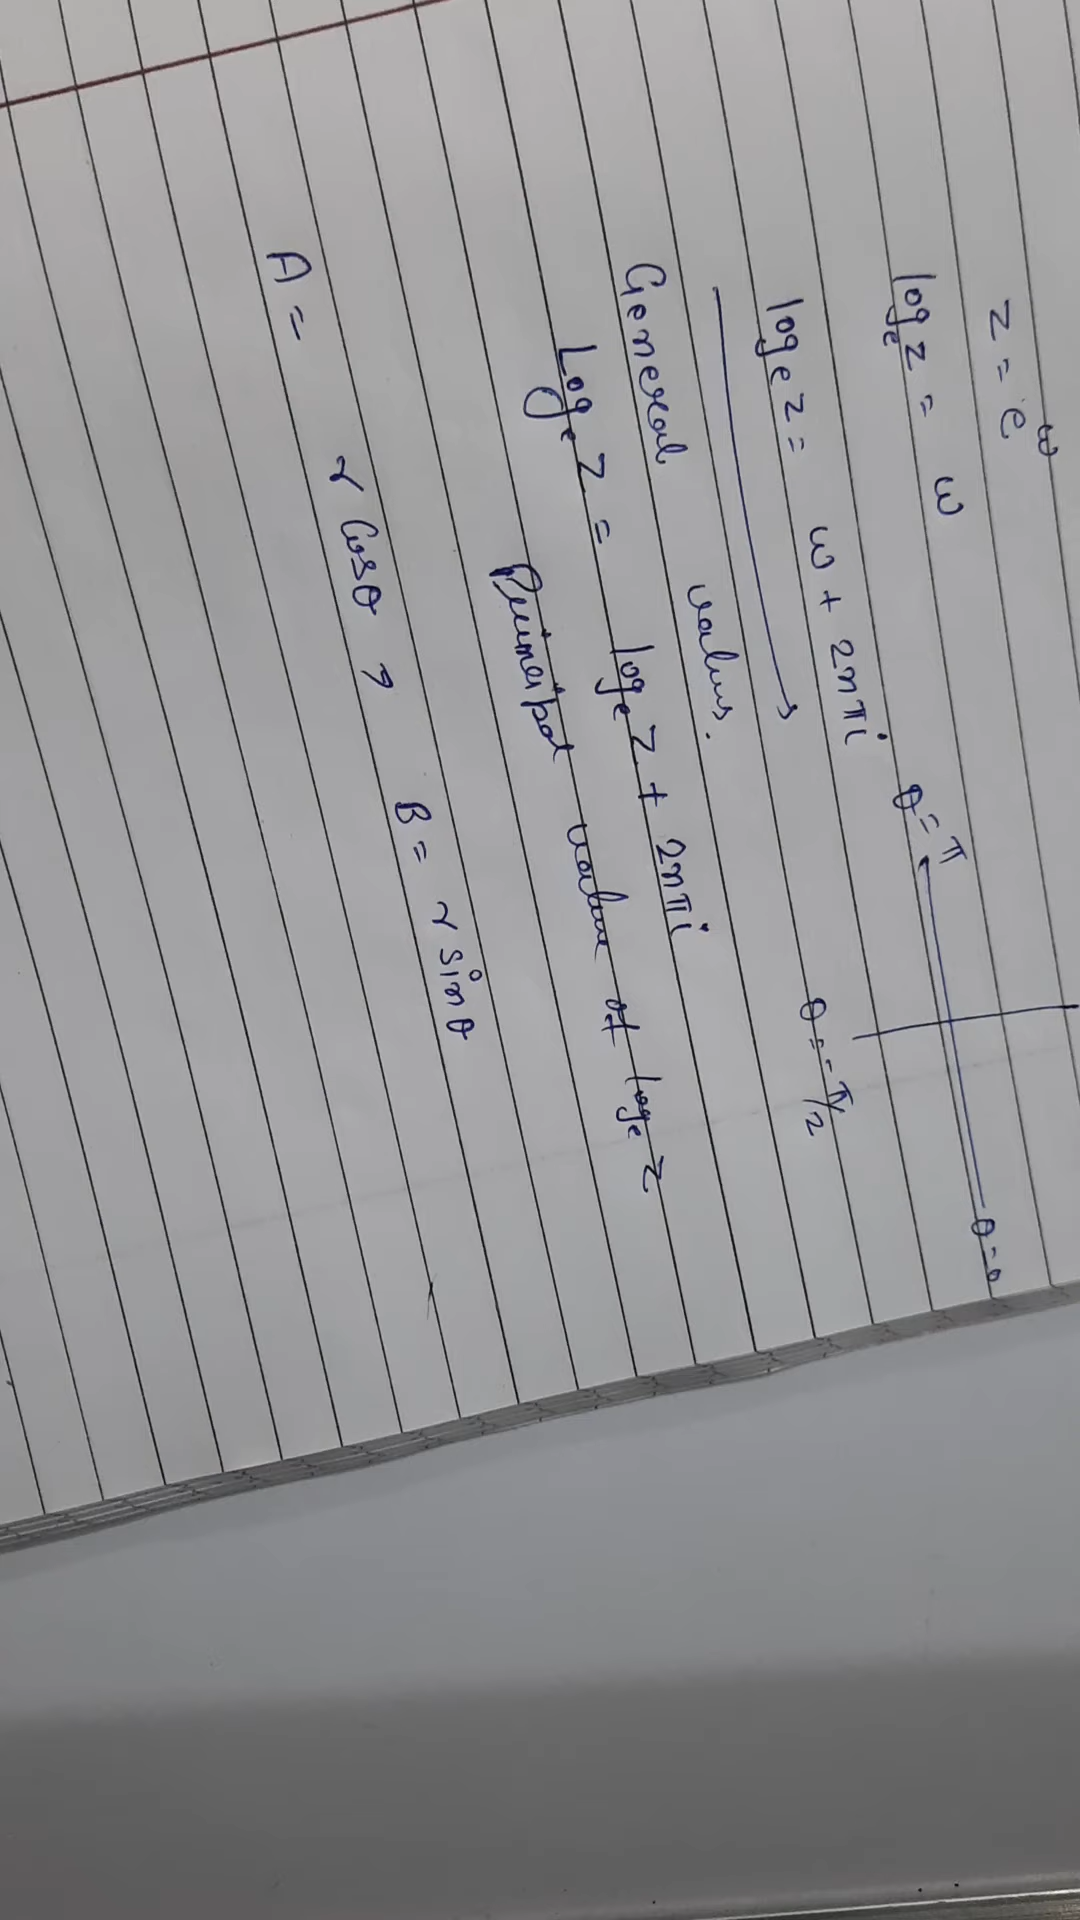 z = e^ω
log_e z = ω
θ = π
θ = 0
log_e z = ω + 2nπi
θ = -π/2
General values.
Log_e z = log_e z + 2nπi
Principal value of log_e z
A = r Cosθ , B = r sinθ